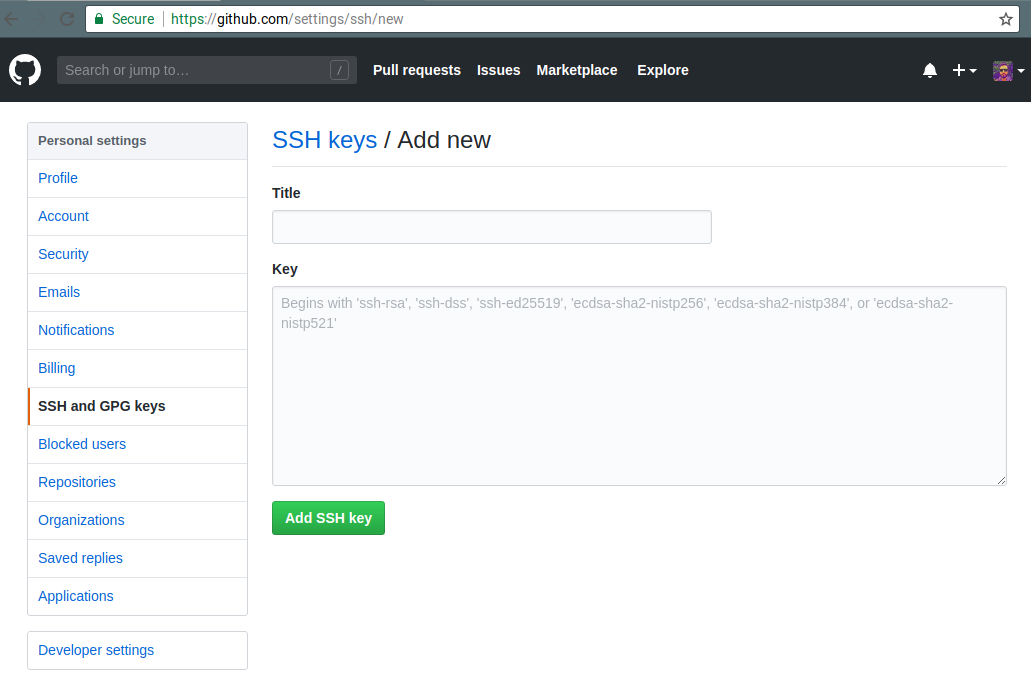 Secure https://github.com/settings/ssh/new
Search or jump to… / Pull requests Issues Marketplace Explore
Personal settings
Profile
Account
Security
Emails
Notifications
Billing
SSH and GPG keys
Blocked users
Repositories
Organizations
Saved replies
Applications
Developer settings
SSH keys / Add new
Title
Key
Begins with 'ssh-rsa', 'ssh-dss', 'ssh-ed25519', 'ecdsa-sha2-nistp256', 'ecdsa-sha2-nistp384', or 'ecdsa-sha2-
nistp521'
Add SSH key